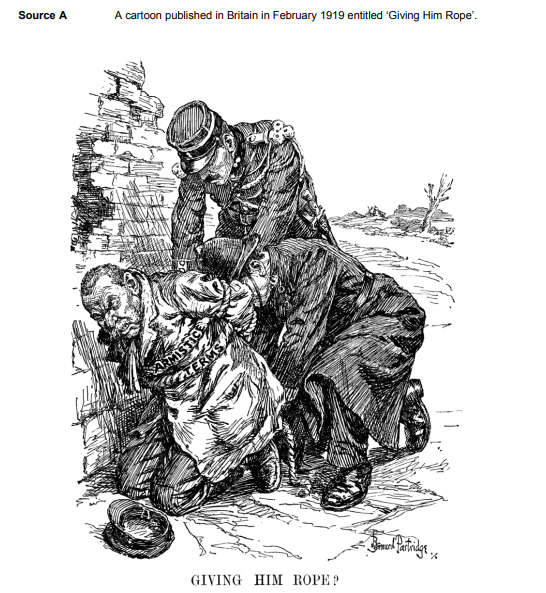 Source A A cartoon published in Britain in February 1919 entitled ‘Giving Him Rope’.
ARMISTICE
TERMS
Bernard Partridge
GIVING HIM ROPE?